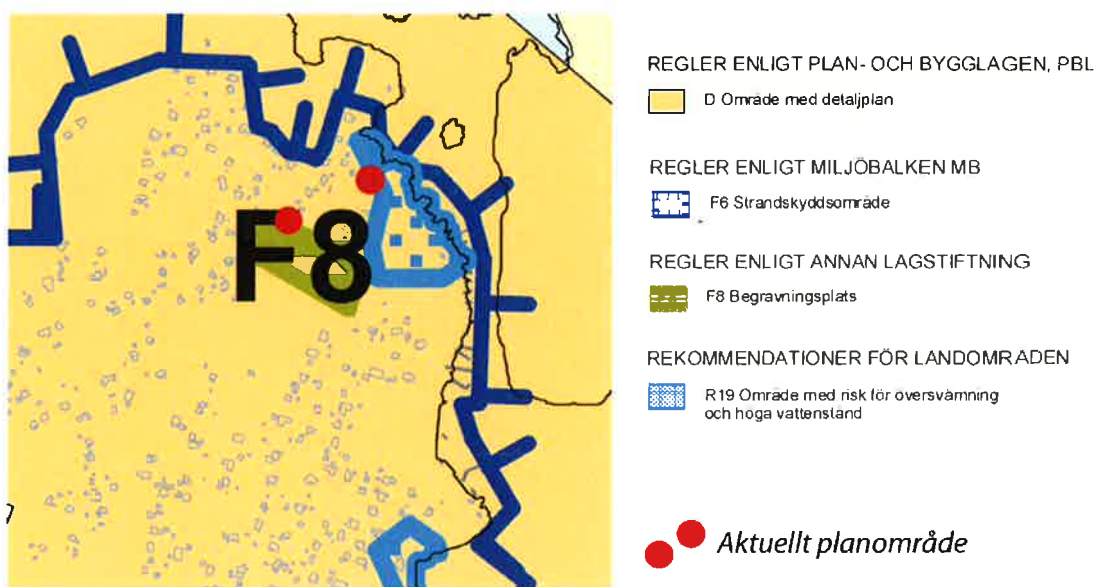 REGLER ENLIGT PLAN- OCH BYGGLAGEN, PBL
D Område med detaljplan
REGLER ENLIGT MILJÖBALKEN MB
F6 Strandskyddsområde
REGLER ENLIGT ANNAN LAGSTIFTNING
F8 Begravningsplats
F8
REKOMMENDATIONER FÖR LANDOMRÅDEN
R19 Område med risk för översvämning
och höga vattenstånd
Aktuellt planområde